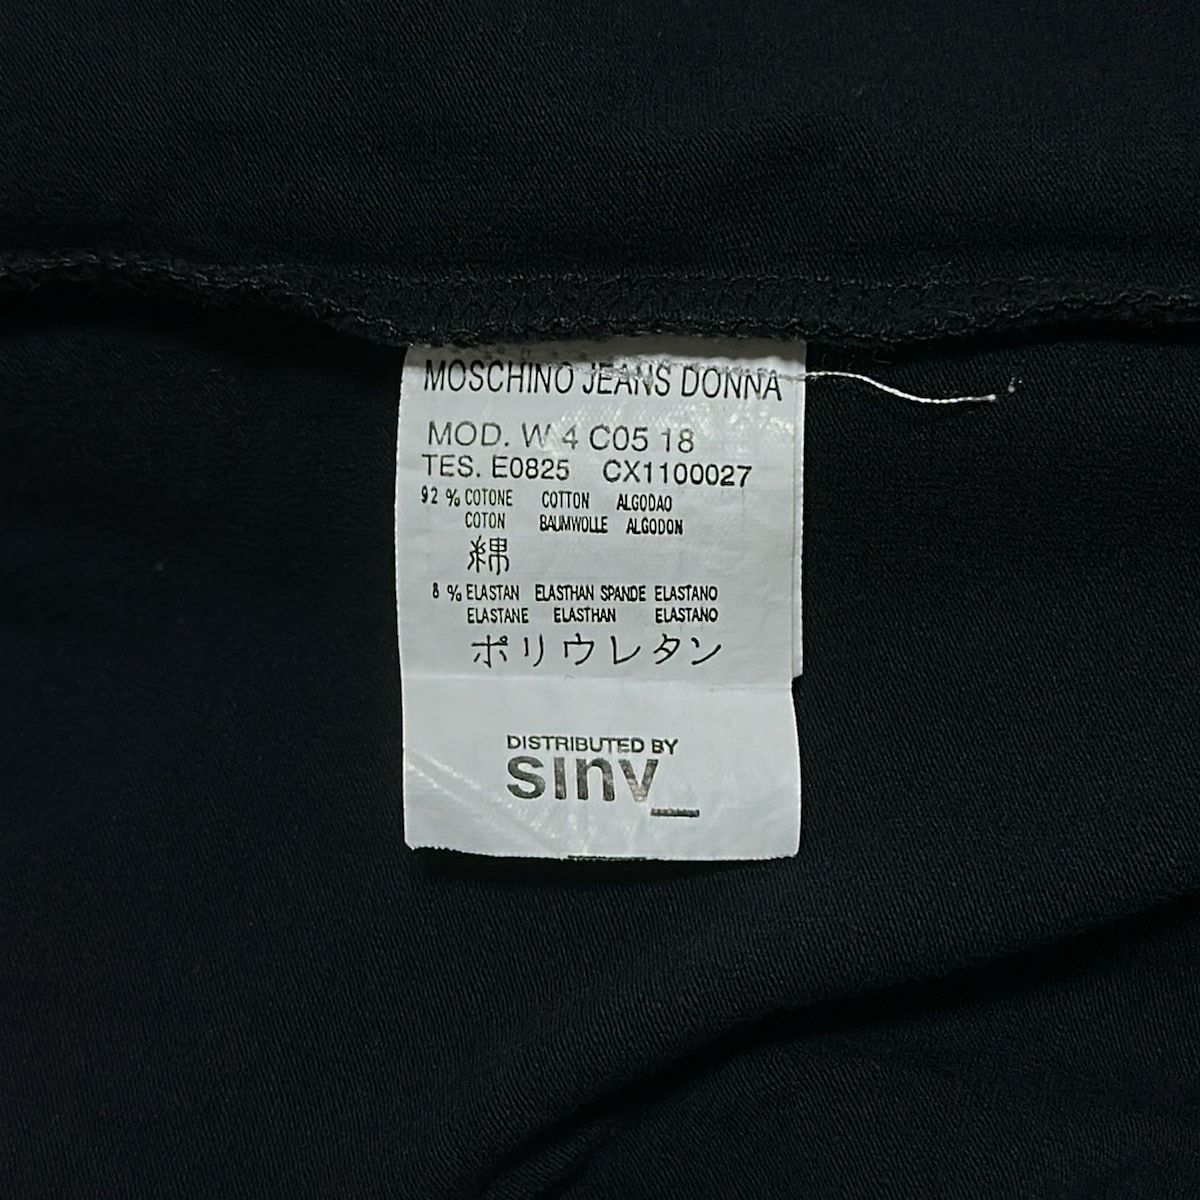 MOSCHINO JEANS DONNA
MOD. W 4 C05 18
TES. E0825 CX1100027
92 % COTONE COTTON ALGODAO
COTON BAUMWOLLE ALGODON
綿
8 % ELASTAN ELASTHAN SPANDE ELASTANO
ELASTANE ELASTHAN ELASTANO
ポリウレタン
DISTRIBUTED BY
sınv_